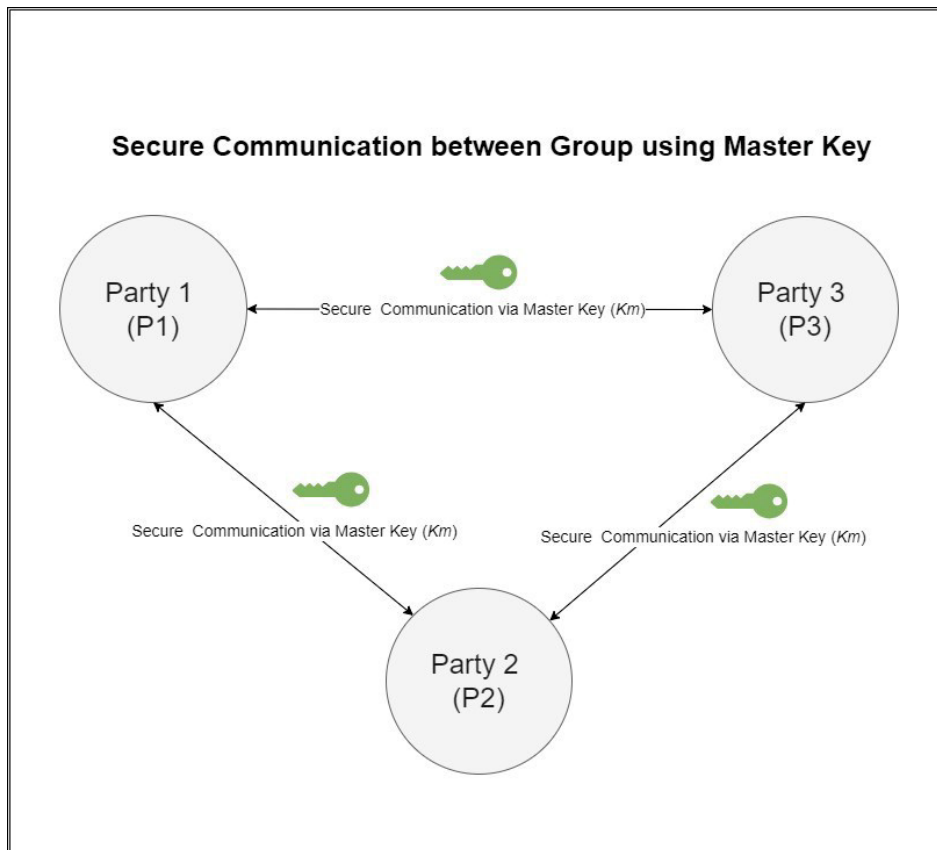 Secure Communication between Group using Master Key
Party 1
(P1)
Party 3
(P3)
Secure Communication via Master Key (Km)
Secure Communication via Master Key (Km)
Secure Communication via Master Key (Km)
Party 2
(P2)